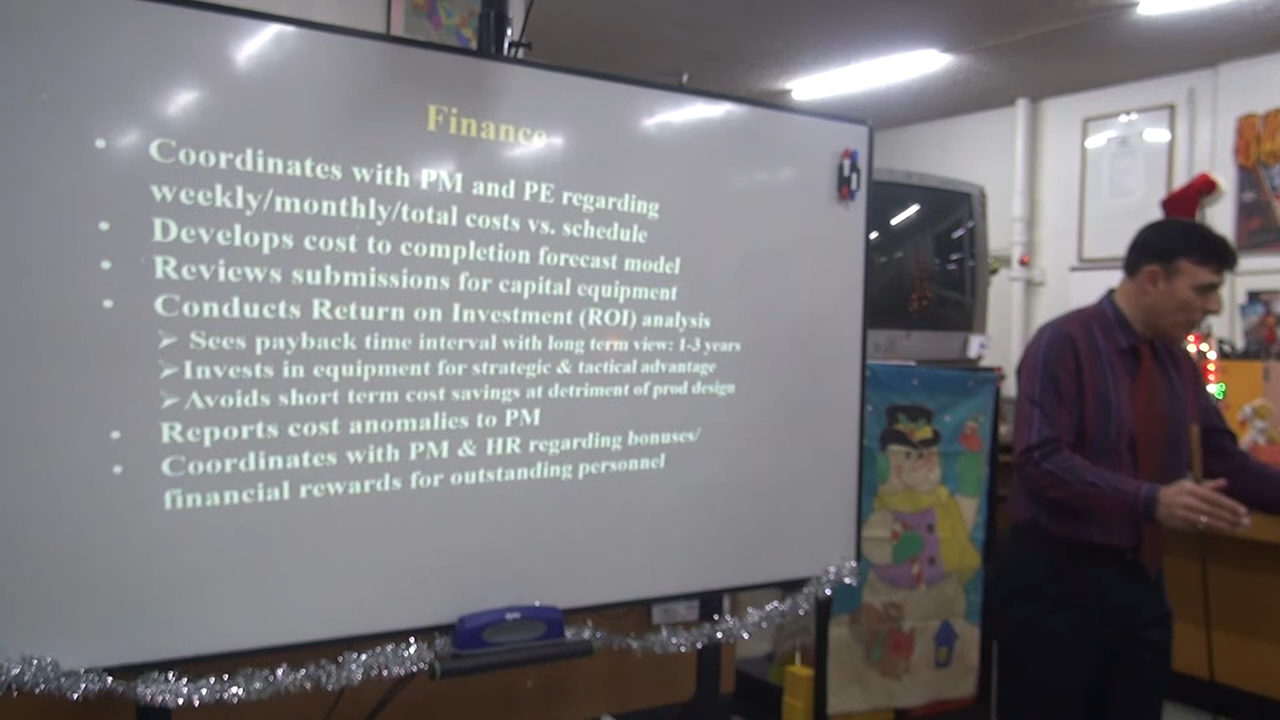 Finance
• Coordinates with PM and PE regarding
weekly/monthly/total costs vs. schedule
• Develops cost to completion forecast model
• Reviews submissions for capital equipment
• Conducts Return on Investment (ROI) analysis
➢ Sees payback time interval with long term view: 1-3 years
➢ Invests in equipment for strategic & tactical advantage
➢ Avoids short term cost savings at detriment of prod design
• Reports cost anomalies to PM
• Coordinates with PM & HR regarding bonuses/
financial rewards for outstanding personnel